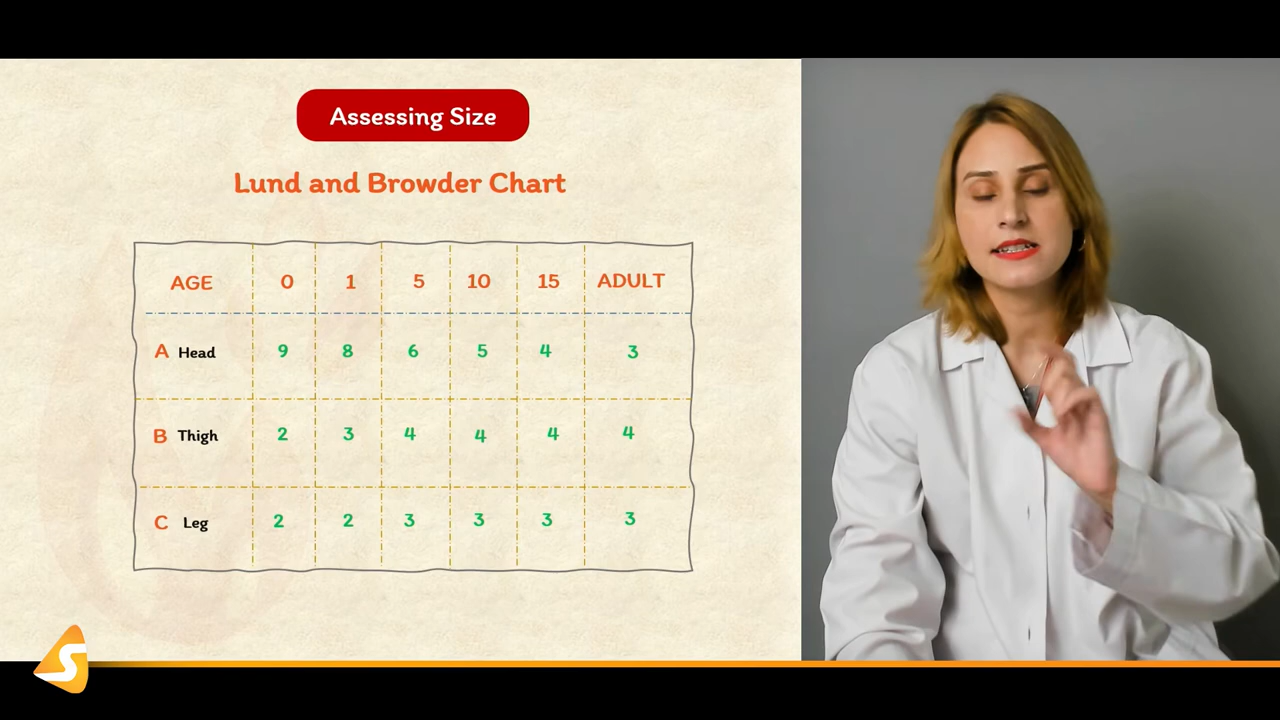 Assessing Size
Lund and Browder Chart
AGE 0 1 5 10 15 ADULT
A Head 9 8 6 5 4 3
B Thigh 2 3 4 4 4 4
C Leg 2 2 3 3 3 3
S